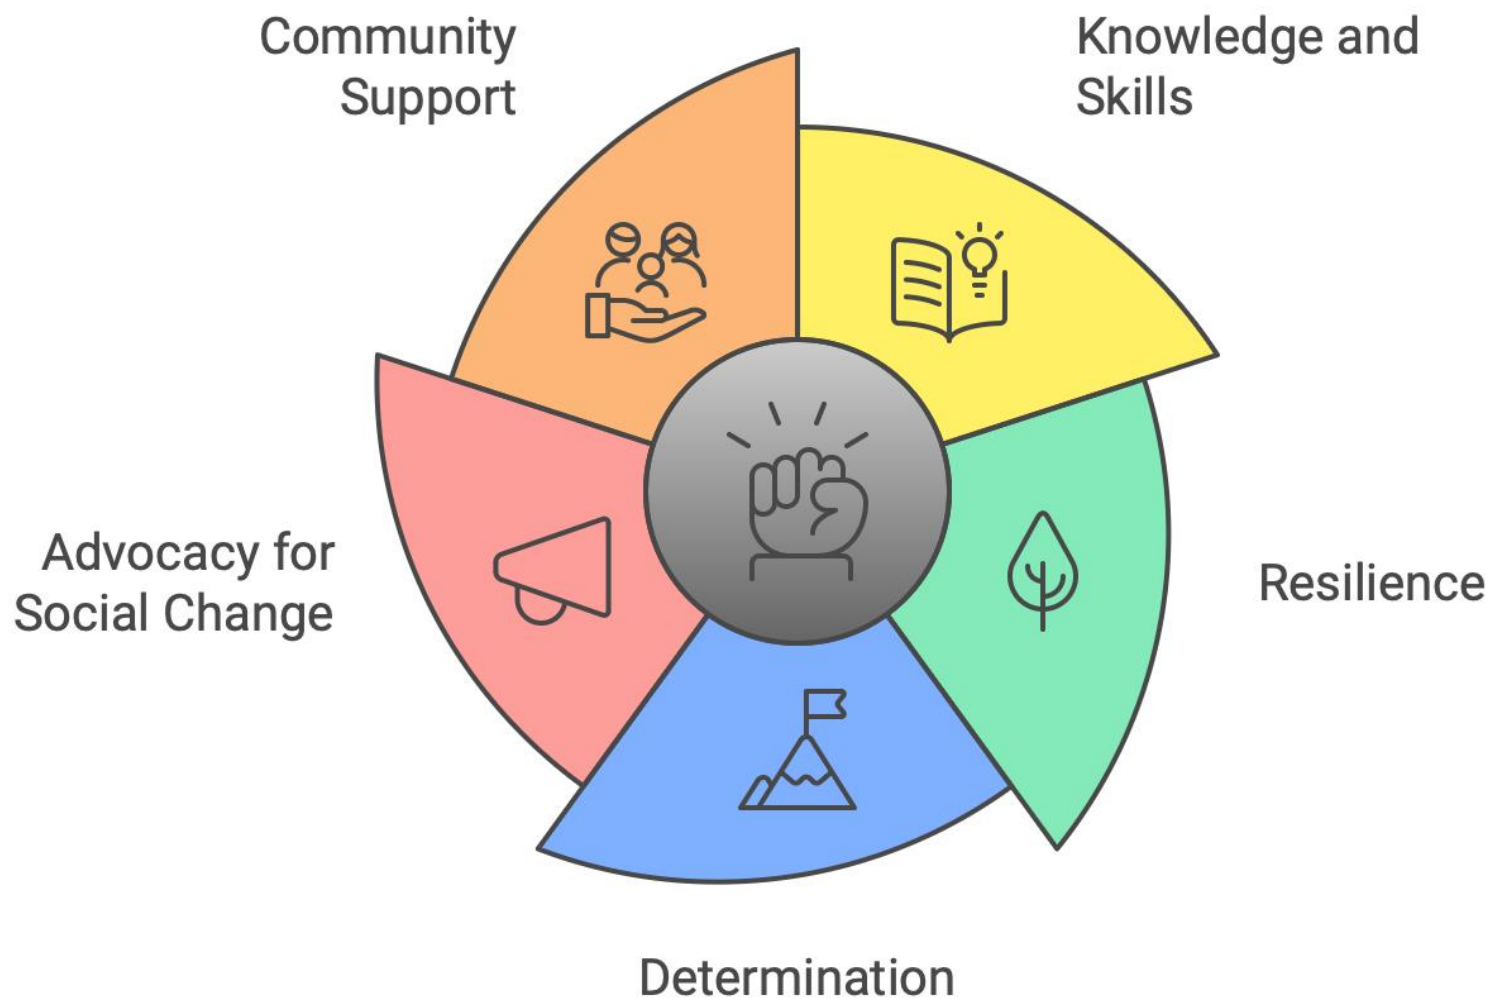 Community
Support
Knowledge and
Skills
Advocacy for
Social Change
Resilience
Determination